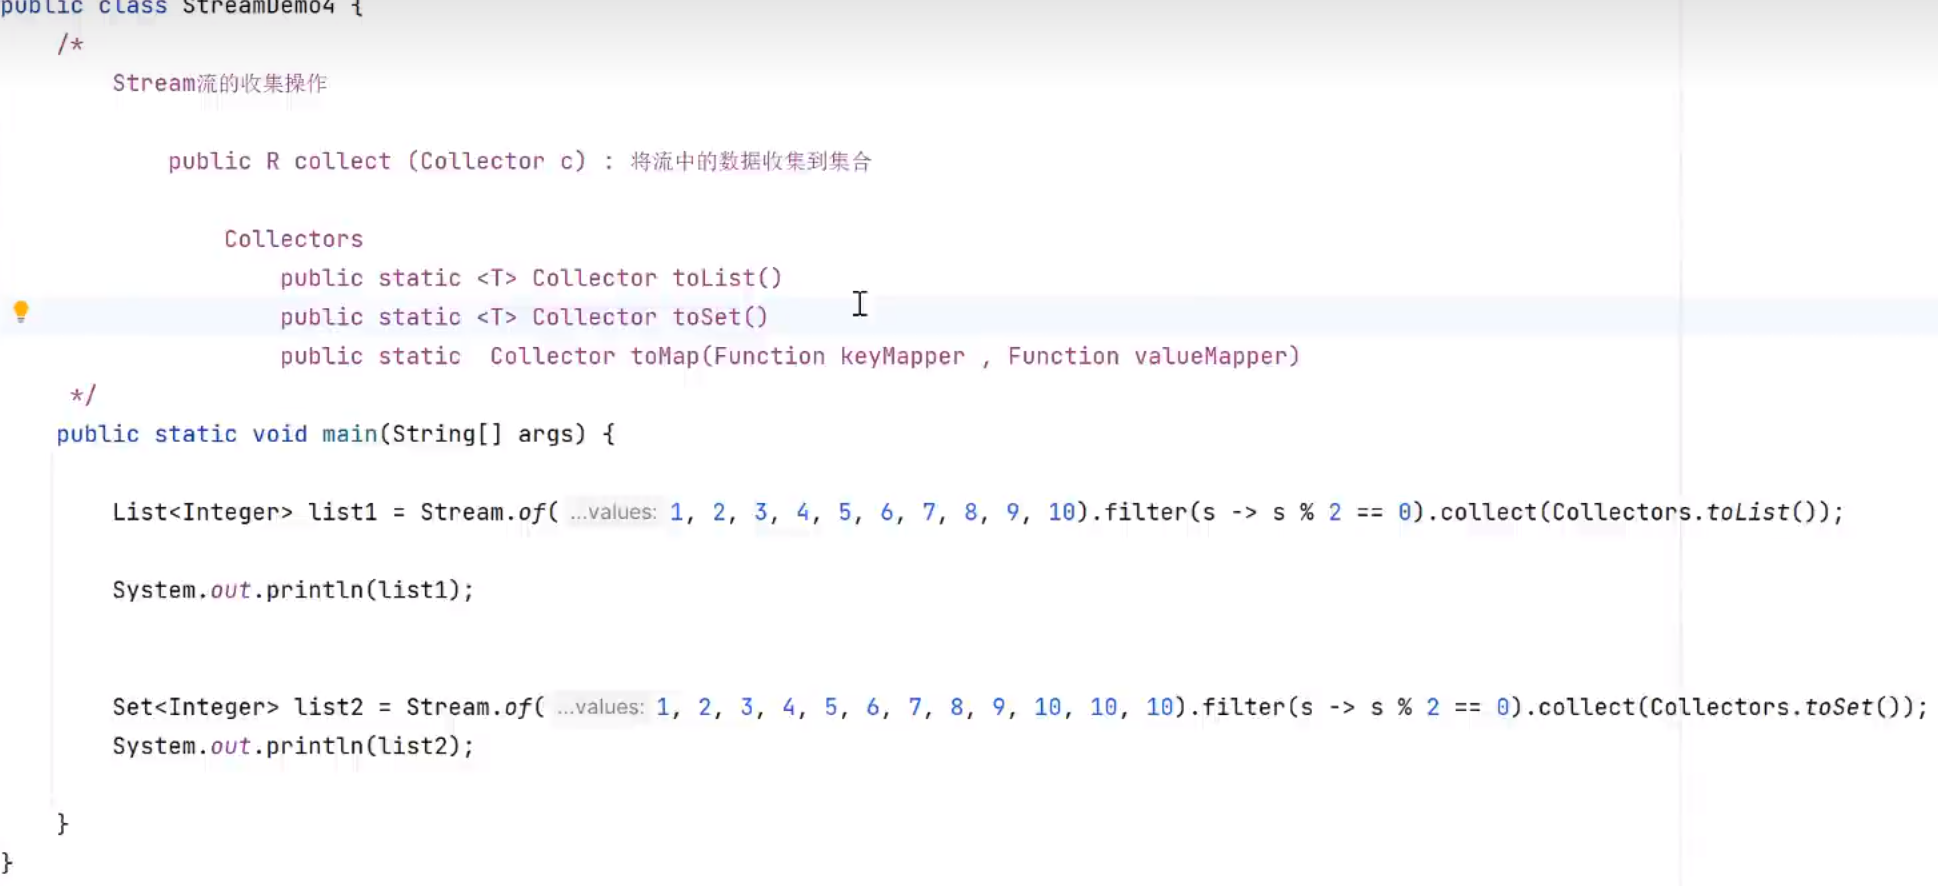 public class StreamDemo4 {
/*
Stream流的收集操作
public R collect (Collector c) : 将流中的数据收集到集合
Collectors
public static <T> Collector toList()
public static <T> Collector toSet()
public static  Collector toMap(Function keyMapper , Function valueMapper)
*/
public static void main(String[] args) {
List<Integer> list1 = Stream.of( ...values: 1, 2, 3, 4, 5, 6, 7, 8, 9, 10).filter(s -> s % 2 == 0).collect(Collectors.toList());
System.out.println(list1);
Set<Integer> list2 = Stream.of( ...values: 1, 2, 3, 4, 5, 6, 7, 8, 9, 10, 10, 10).filter(s -> s % 2 == 0).collect(Collectors.toSet());
System.out.println(list2);
}
}